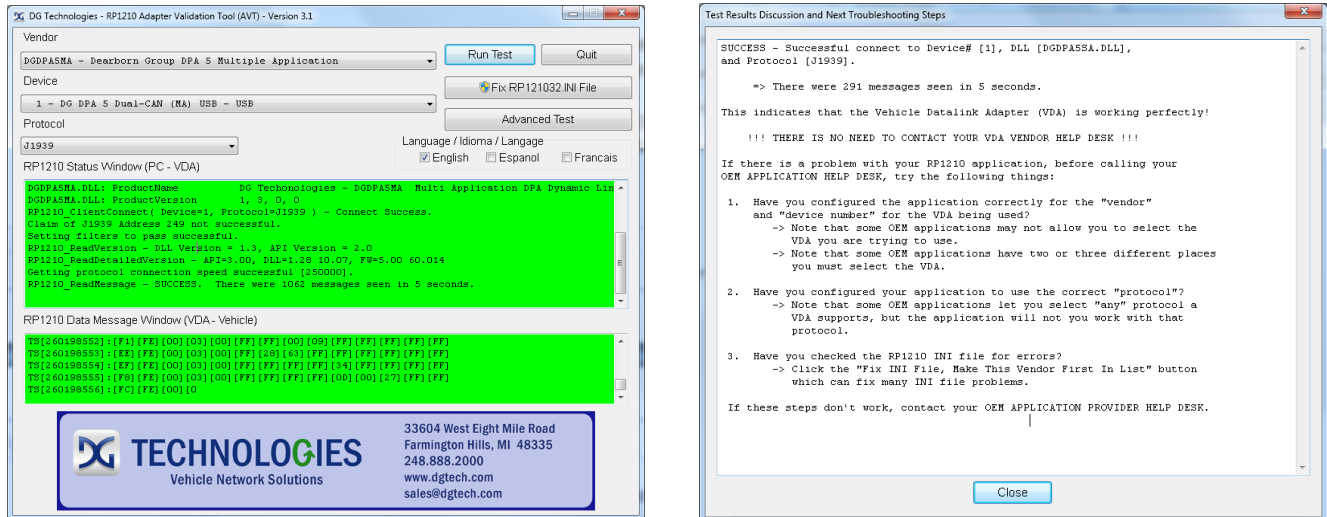 DG Technologies - RP1210 Adapter Validation Tool (AVT) - Version 3.1
Vendor
DGDPA5MA - Dearborn Group DPA 5 Multiple Application
Run Test
Quit
Device
1 - DG DPA 5 Dual-CAN (MA) USB - USB
Fix RP121032.INI File
Advanced Test
Protocol
J1939
Language / Idioma / Langage
English
Espanol
Francais
RP1210 Status Window (PC - VDA)
DGDPA5MA.DLL: ProductName DG Techonologies - DGDPA5MA Multi Application DPA Dynamic Lin
DGDPA5MA.DLL: ProductVersion 1, 3, 0, 0
RP1210_ClientConnect( Device=1, Protocol=J1939 ) - Connect Success.
Claim of J1939 Address 249 not successful.
Setting filters to pass successful.
RP1210_ReadVersion - DLL Version = 1.3, API Version = 2.0
RP1210_ReadDetailedVersion - API=3.00, DLL=1.28 10.07, FW=5.00 60.014
Getting protocol connection speed successful [250000].
RP1210_ReadMessage - SUCCESS. There were 1062 messages seen in 5 seconds.
RP1210 Data Message Window (VDA - Vehicle)
TS[260198552]:[F1][FE][00][03][00][FF][FF][00][09][FF][FF][FF][FF][FF]
TS[260198553]:[EE][FE][00][03][00][FF][28][63][FF][FF][FF][FF][FF][FF]
TS[260198554]:[EF][FE][00][03][00][FF][FF][FF][FF][34][FF][FF][FF][FF]
TS[260198555]:[F8][FE][00][03][00][FF][FF][FF][FF][0D][00][27][FF][FF]
TS[260198556]:[FC][FE][00][0
DG TECHNOLOGIES
Vehicle Network Solutions
33604 West Eight Mile Road
Farmington Hills, MI 48335
248.888.2000
www.dgtech.com
sales@dgtech.com
Test Results Discussion and Next Troubleshooting Steps
SUCCESS - Successful connect to Device# [1], DLL [DGDPA5SA.DLL],
and Protocol [J1939].
=> There were 291 messages seen in 5 seconds.
This indicates that the Vehicle Datalink Adapter (VDA) is working perfectly!
!!! THERE IS NO NEED TO CONTACT YOUR VDA VENDOR HELP DESK !!!
If there is a problem with your RP1210 application, before calling your
OEM APPLICATION HELP DESK, try the following things:
1. Have you configured the application correctly for the "vendor"
and "device number" for the VDA being used?
-> Note that some OEM applications may not allow you to select the
VDA you are trying to use.
-> Note that some OEM applications have two or three different places
you must select the VDA.
2. Have you configured your application to use the correct "protocol"?
-> Note that some OEM applications let you select "any" protocol a
VDA supports, but the application will not you work with that
protocol.
3. Have you checked the RP1210 INI file for errors?
-> Click the "Fix INI File, Make This Vendor First In List" button
which can fix many INI file problems.
If these steps don't work, contact your OEM APPLICATION PROVIDER HELP DESK.
Close